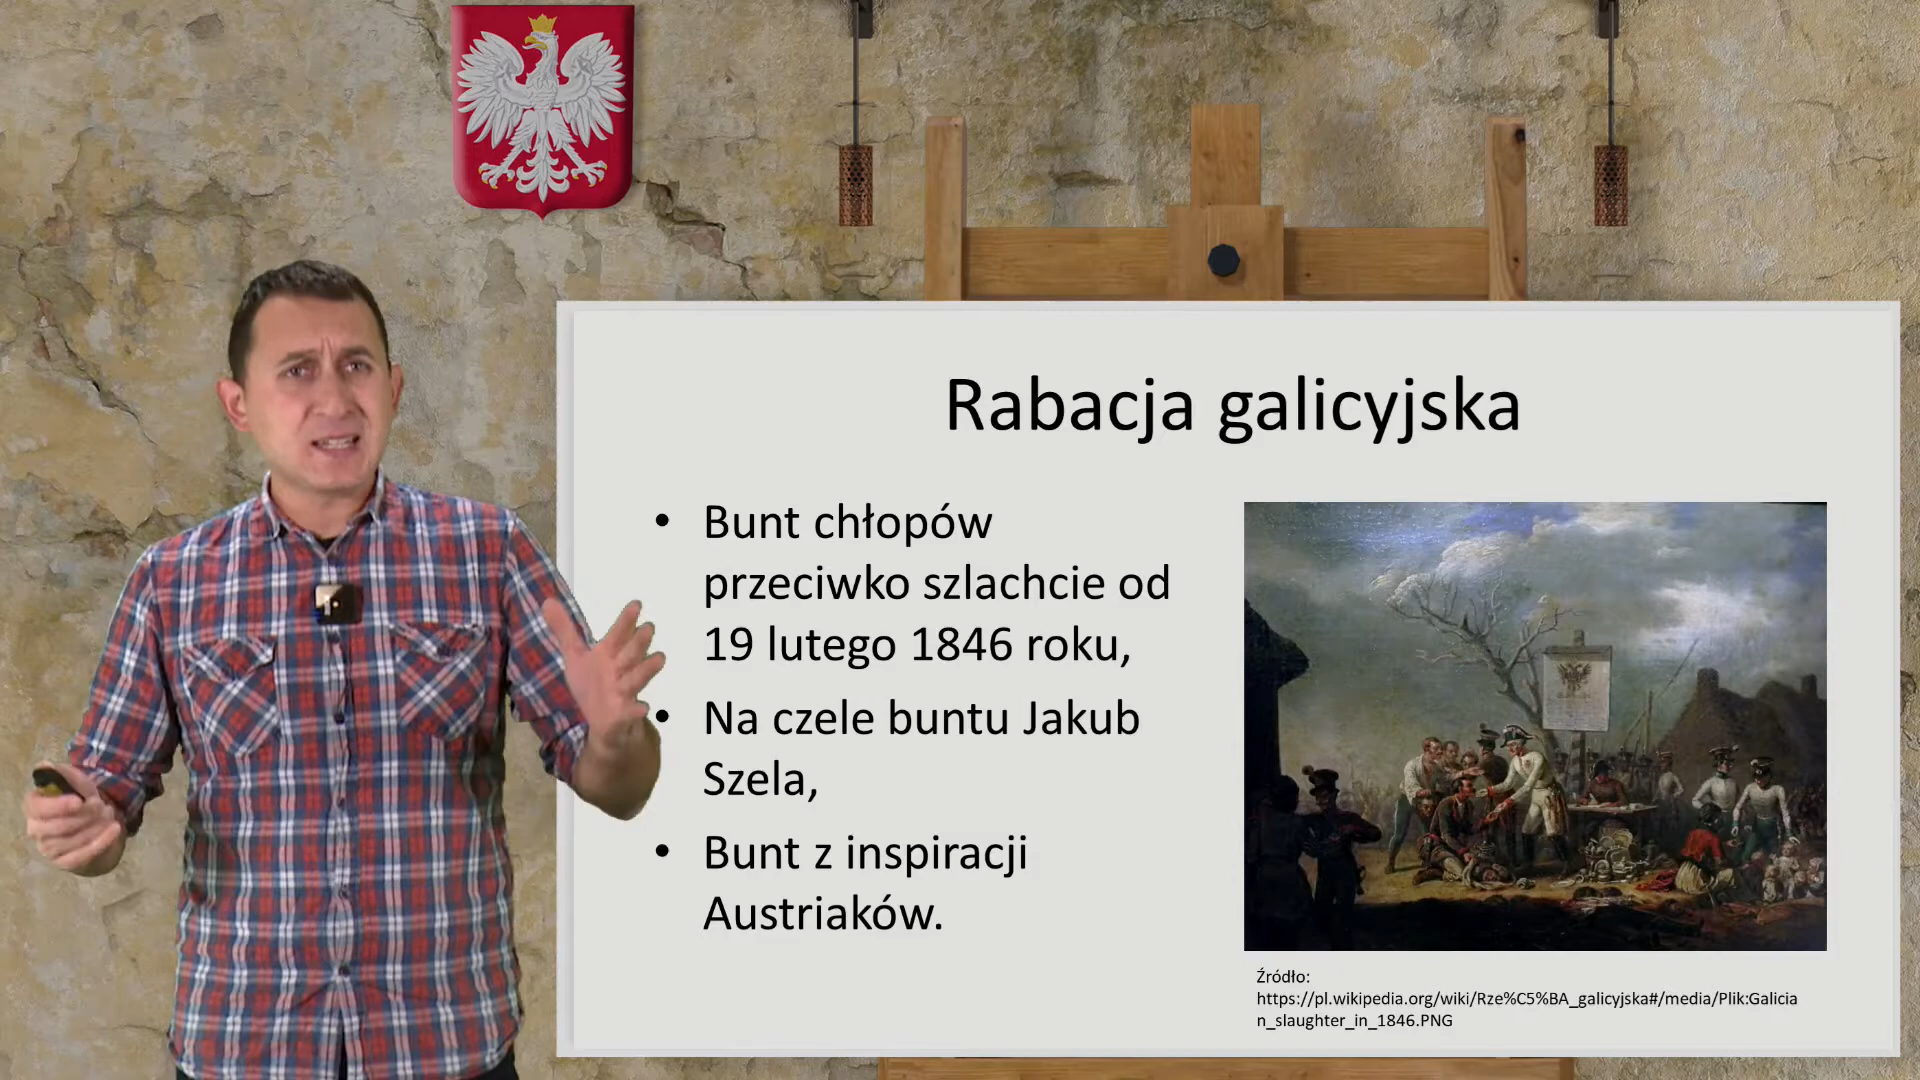 Rabacja galicyjska
• Bunt chłopów
przeciwko szlachcie od
19 lutego 1846 roku,
• Na czele buntu Jakub
Szela,
• Bunt z inspiracji
Austriaków.
Źródło:
https://pl.wikipedia.org/wiki/Rze%C5%BA_galicyjska#/media/Plik:Galicia
n_slaughter_in_1846.PNG